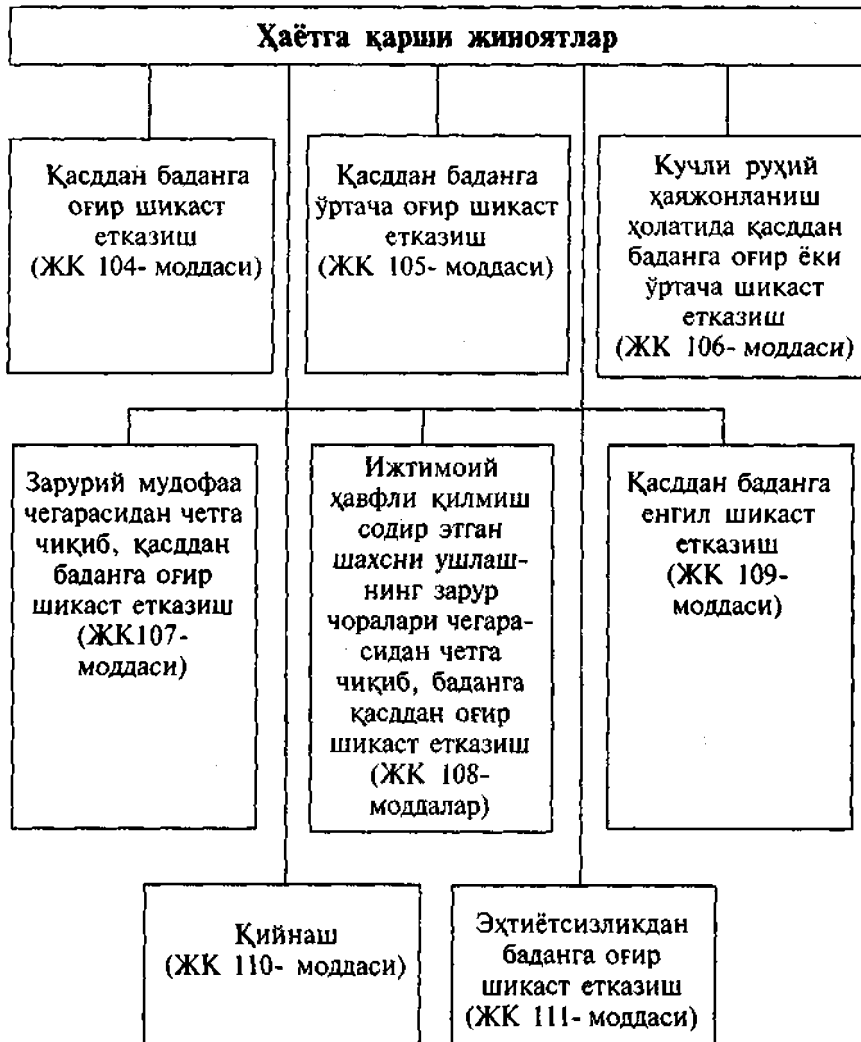 Ҳаётга қарши жиноятлар
Қасддан баданга
оғир шикаст
етказиш
(ЖК 104- моддаси)
Қасддан баданга
ўртача оғир шикаст
етказиш
(ЖК 105- моддаси)
Кучли руҳий
ҳаяжонланиш
ҳолатида қасддан
баданга оғир ёки
ўртача шикаст
етказиш
(ЖК 106- моддаси)
Зарурий мудофаа
чегарасидан четга
чиқиб, қасддан
баданга оғир
шикаст етказиш
(ЖК107-
моддаси)
Ижтимоий
ҳавфли қилмиш
содир этган
шахсни ушлаш-
нинг зарур
чоралари чегара-
сидан четга
чиқиб, баданга
қасддан оғир
шикаст етказиш
(ЖК 108-
моддалар)
Қасддан баданга
енгил шикаст
етказиш
(ЖК 109-
моддаси)
Қийнаш
(ЖК 110- моддаси)
Эҳтиётсизликдан
баданга оғир
шикаст етказиш
(ЖК 111- моддаси)